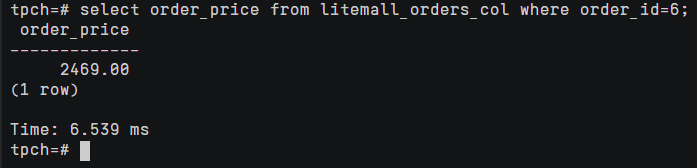 tpch=# select order_price from litemall_orders_col where order_id=6;
order_price
-------------
2469.00
(1 row)
Time: 6.539 ms
tpch=#